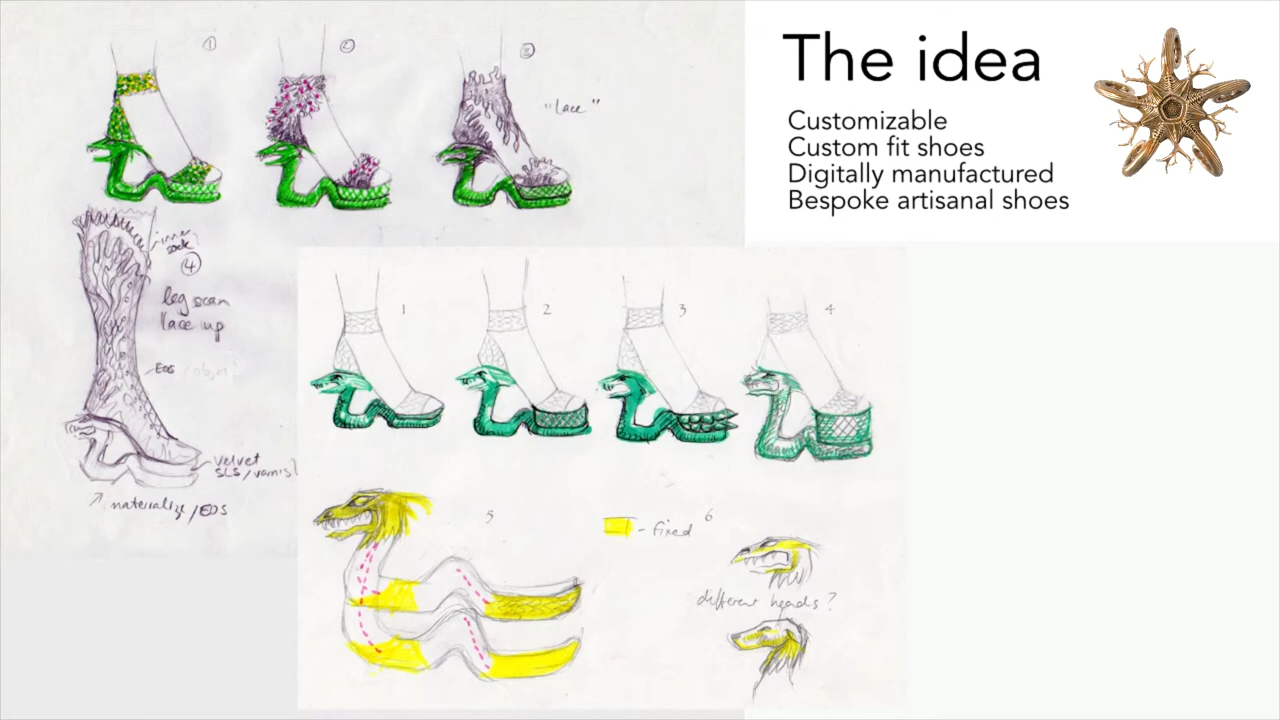 The idea
Customizable
Custom fit shoes
Digitally manufactured
Bespoke artisanal shoes
1
2
3
"Lace"
inner
sock
4
leg scan
lace up
EOS
velvet
SLS/varnis
↗ materialize/EOS
1
2
3
4
5
- fixed
6
different heads?